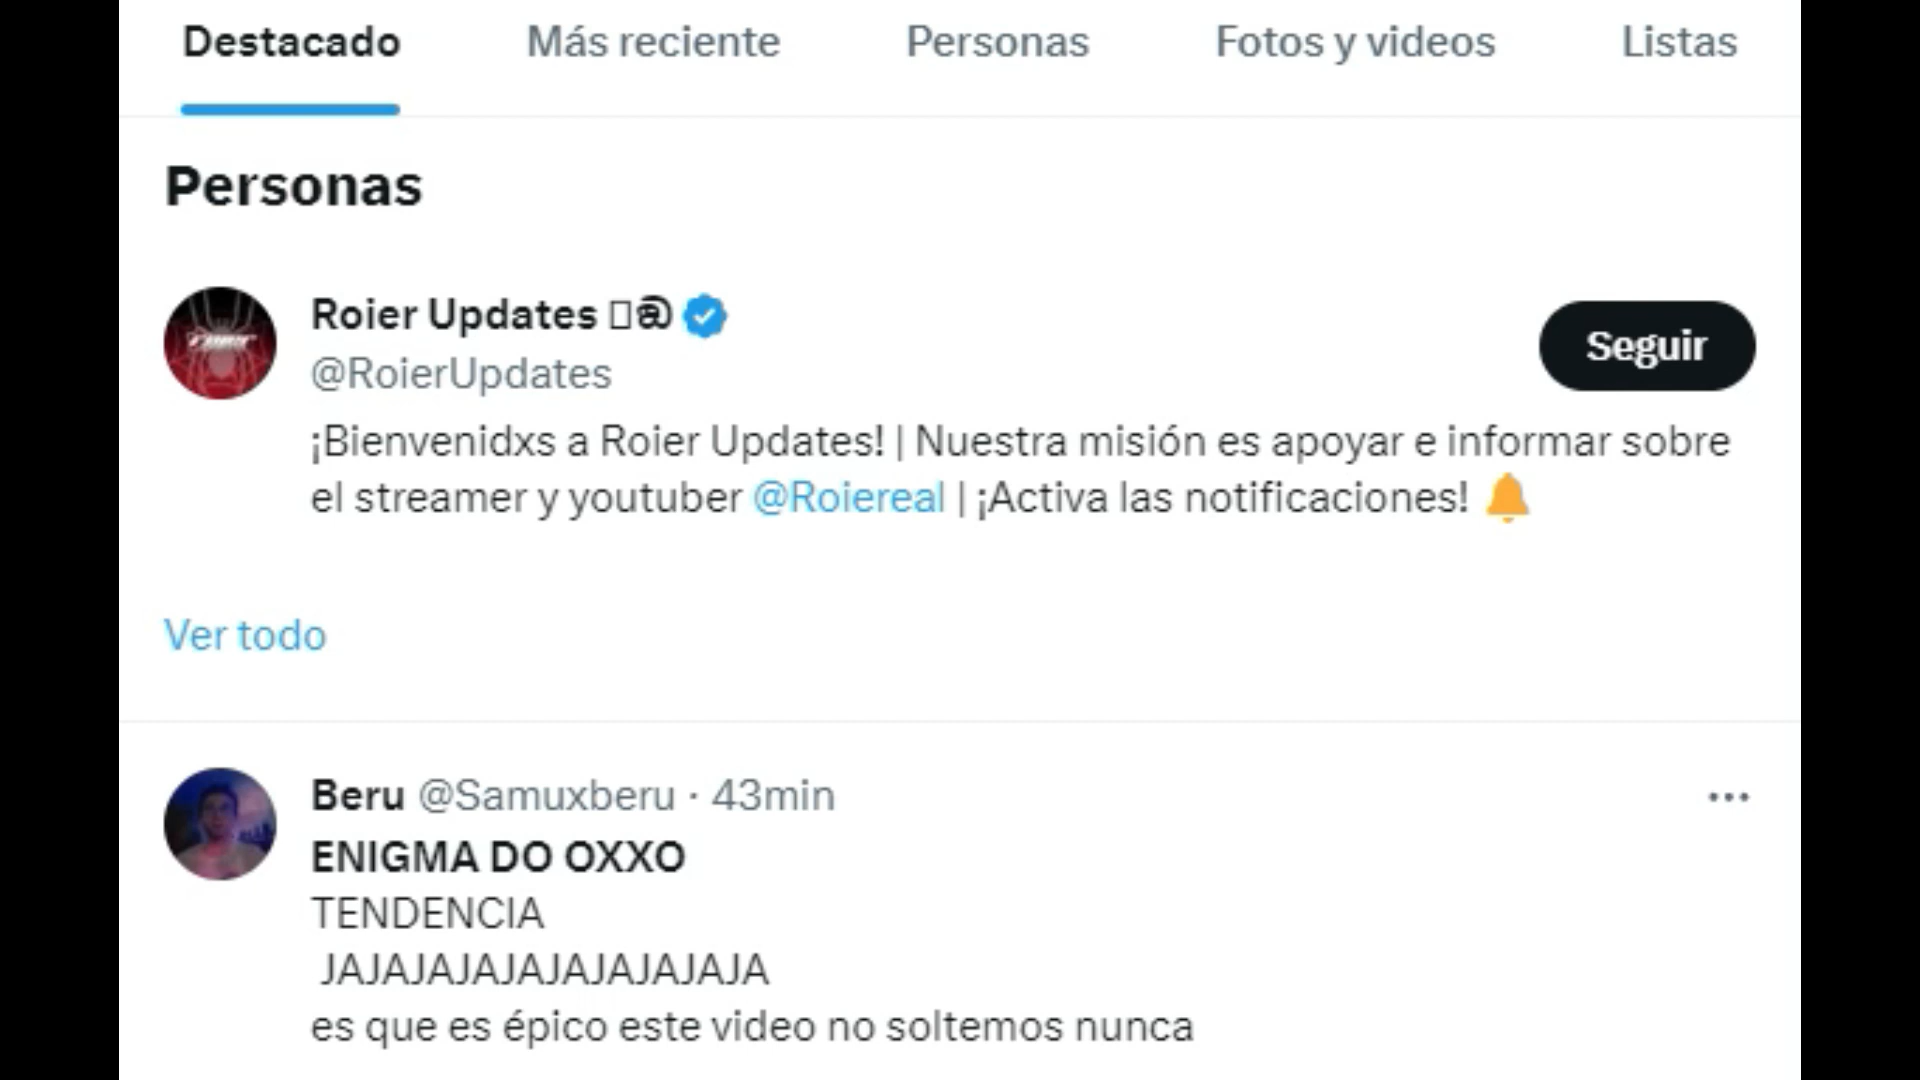 Destacado Más reciente Personas Fotos y videos Listas
Personas
Roier Updates
@RoierUpdates
Seguir
¡Bienvenidxs a Roier Updates! | Nuestra misión es apoyar e informar sobre
el streamer y youtuber @Roiereal | ¡Activa las notificaciones! 🔔
Ver todo
Beru @Samuxberu · 43min
ENIGMA DO OXXO
TENDENCIA
JAJAJAJAJAJAJAJAJAJA
es que es épico este video no soltemos nunca